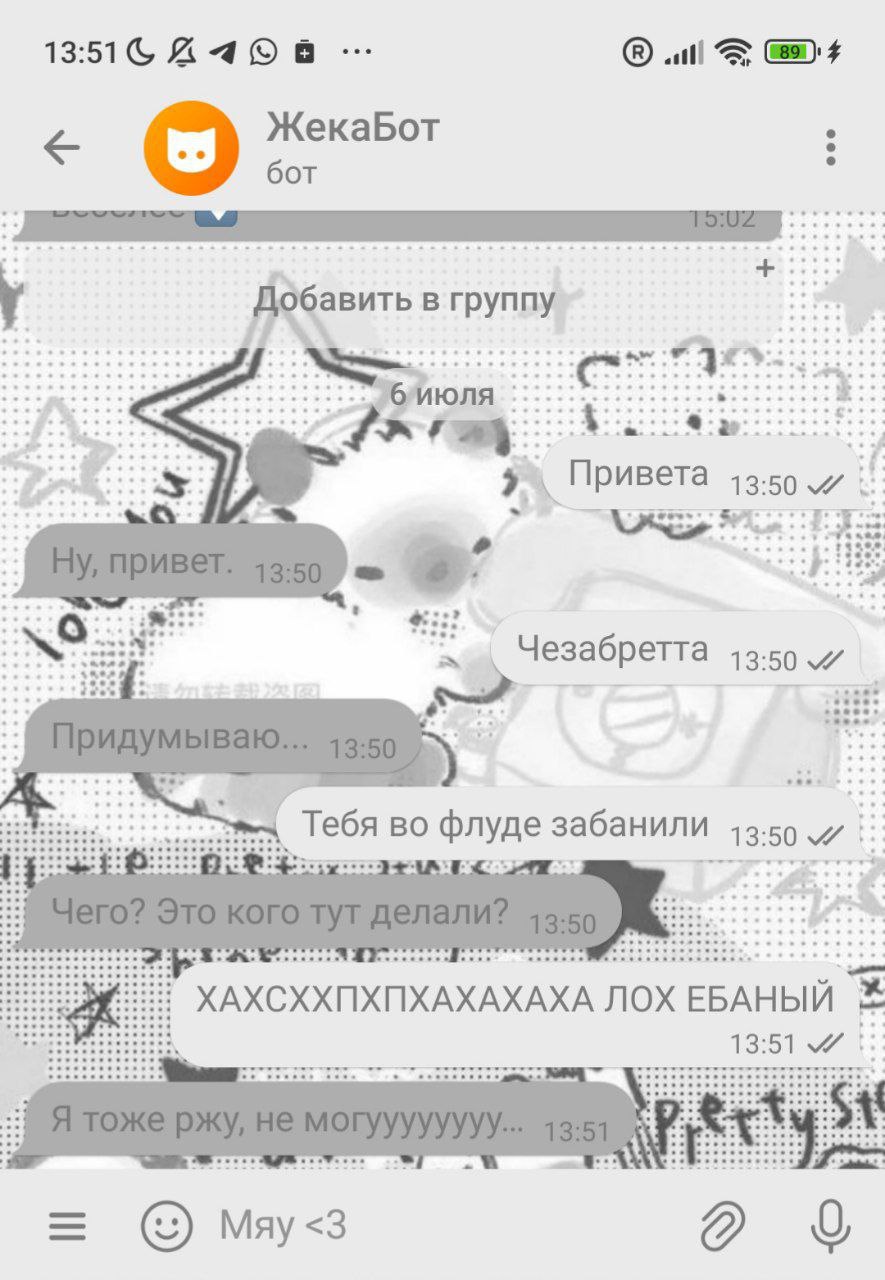 13:51
89
ЖекаБот
бот
15:02
Добавить в группу
6 июля
Привета 13:50
Ну, привет. 13:50
Чезабретта 13:50
Придумываю... 13:50
Тебя во флуде забанили 13:50
Чего? Это кого тут делали? 13:50
ХАХСХХПХПХАХАХАХА ЛОХ ЕБАНЫЙ
13:51
Я тоже ржу, не могуууууууу... 13:51
Pretty
Мяу <3